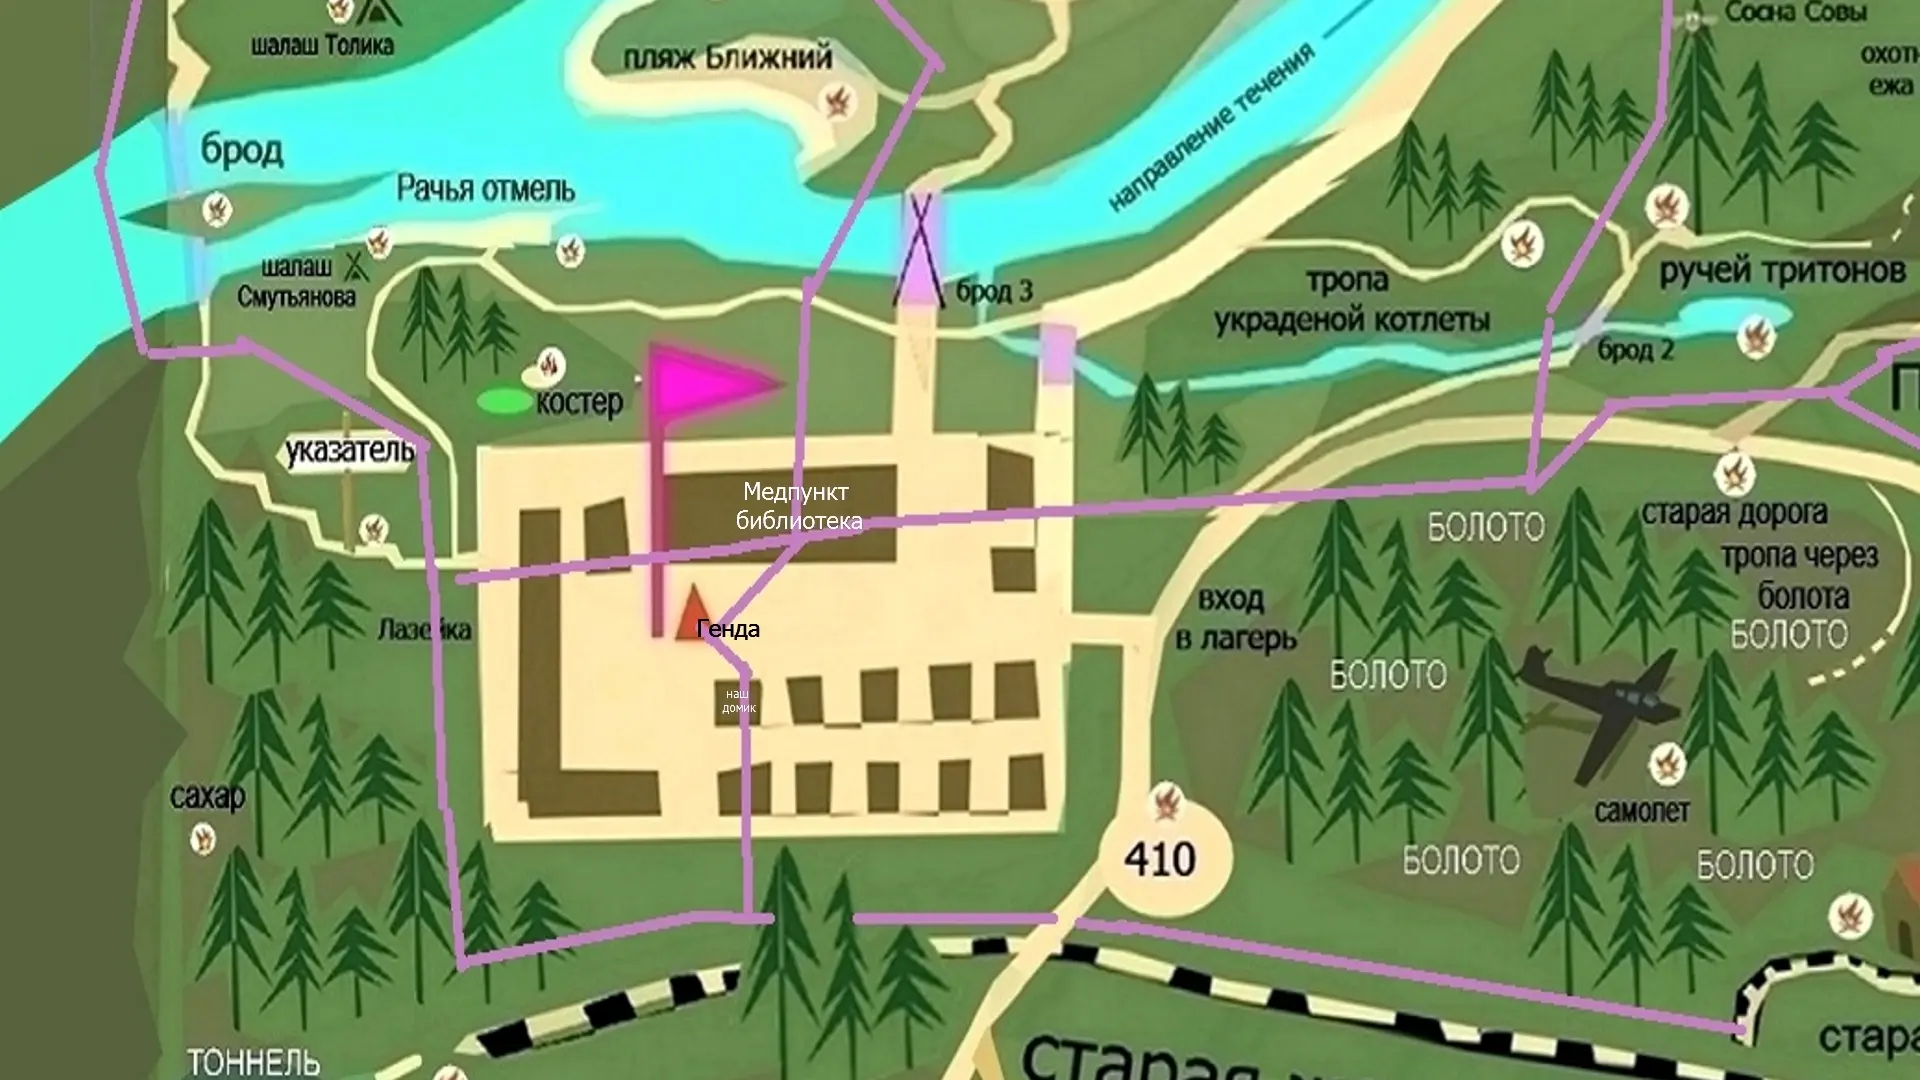 Сосна Совы
шалаш Толика
пляж Ближний
ежа
направление течения
брод
Рачья отмель
шалаш
Смутьянова
брод 3
тропа
украденой котлеты
ручей тритонов
брод 2
костер
указатель
Медпункт
библиотека
БОЛОТО
старая дорога
тропа через
болота
БОЛОТО
вход
в лагерь
Лазейка
Генда
БОЛОТО
наш
домик
сахар
самолет
410
БОЛОТО
БОЛОТО
ТОННЕЛЬ
старая